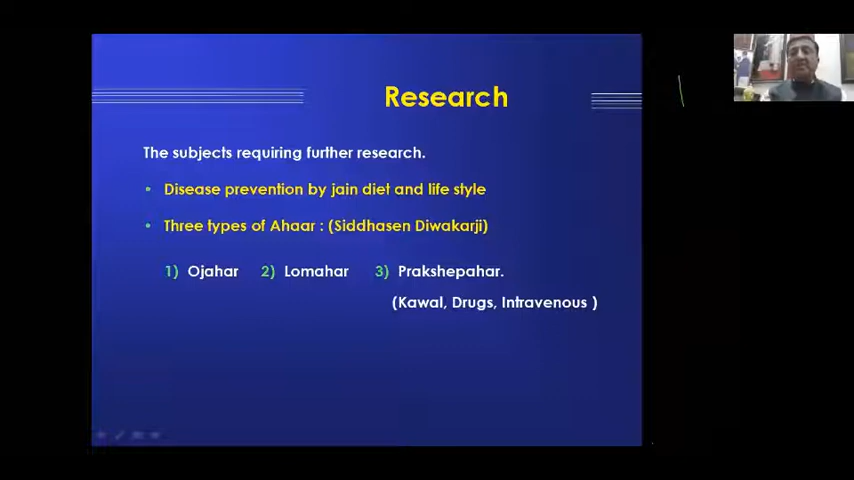 Research
The subjects requiring further research.
• Disease prevention by jain diet and life style
• Three types of Ahaar : (Siddhasen Diwakarji)
1) Ojahar 2) Lomahar 3) Prakshepahar.
(Kawal, Drugs, Intravenous )